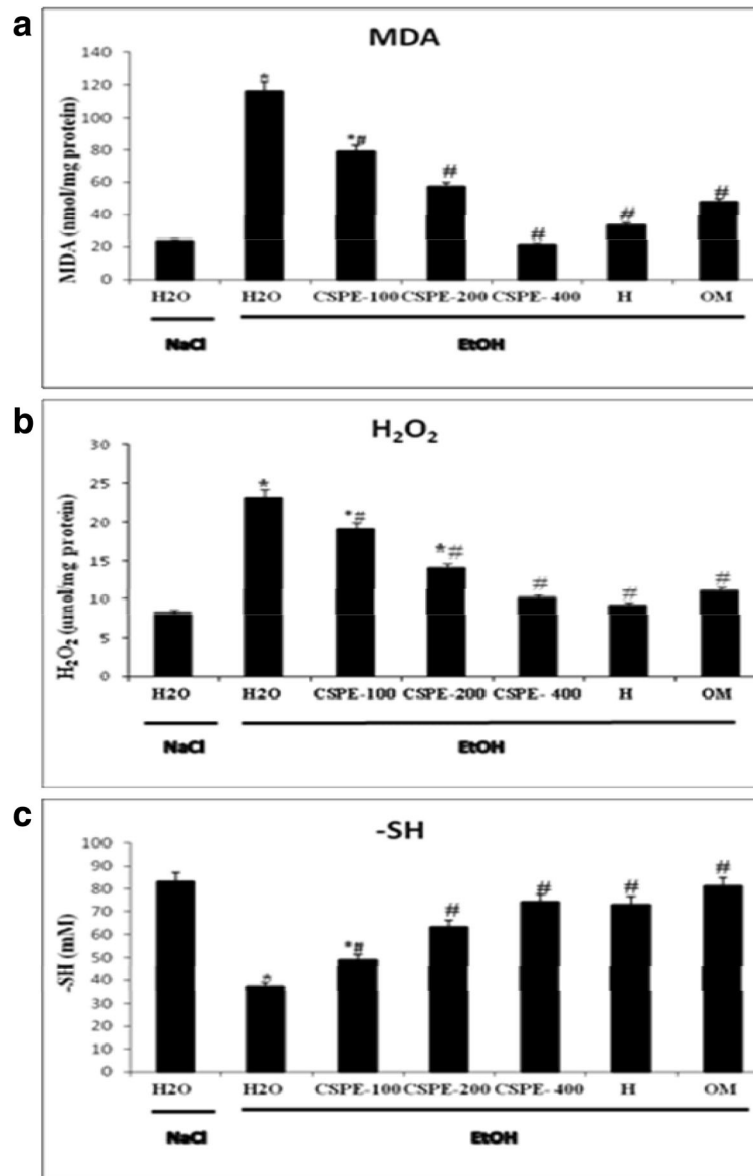 a
MDA
MDA (nmol/mg protein)
140
120
100
80
60
40
20
0
*
*#
#
#
#
#
H2O H2O CSPE-100 CSPE-200 CSPE- 400 H OM
NaCl EtOH
b
H₂O₂
H₂O₂ (umol/mg protein)
30
25
20
15
10
5
0
*
*#
*#
#
#
#
H2O H2O CSPE-100 CSPE-200 CSPE- 400 H OM
NaCl EtOH
c
-SH
-SH (mM)
100
90
80
70
60
50
40
30
20
10
0
*
*#
#
#
#
#
H2O H2O CSPE-100 CSPE-200 CSPE- 400 H OM
NaCl EtOH